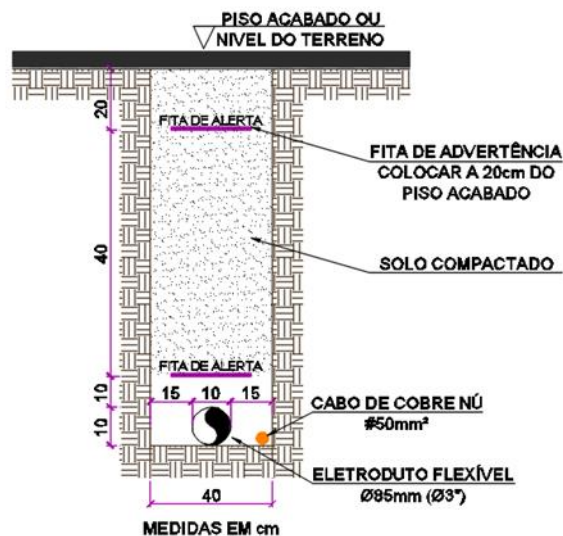 PISO ACABADO OU
NIVEL DO TERRENO
20
FITA DE ALERTA
FITA DE ADVERTÊNCIA
COLOCAR A 20cm DO
PISO ACABADO
40
SOLO COMPACTADO
FITA DE ALERTA
10
15 10 15
CABO DE COBRE NÚ
#50mm²
10
ELETRODUTO FLEXÍVEL
Ø85mm (Ø3")
40
MEDIDAS EM cm